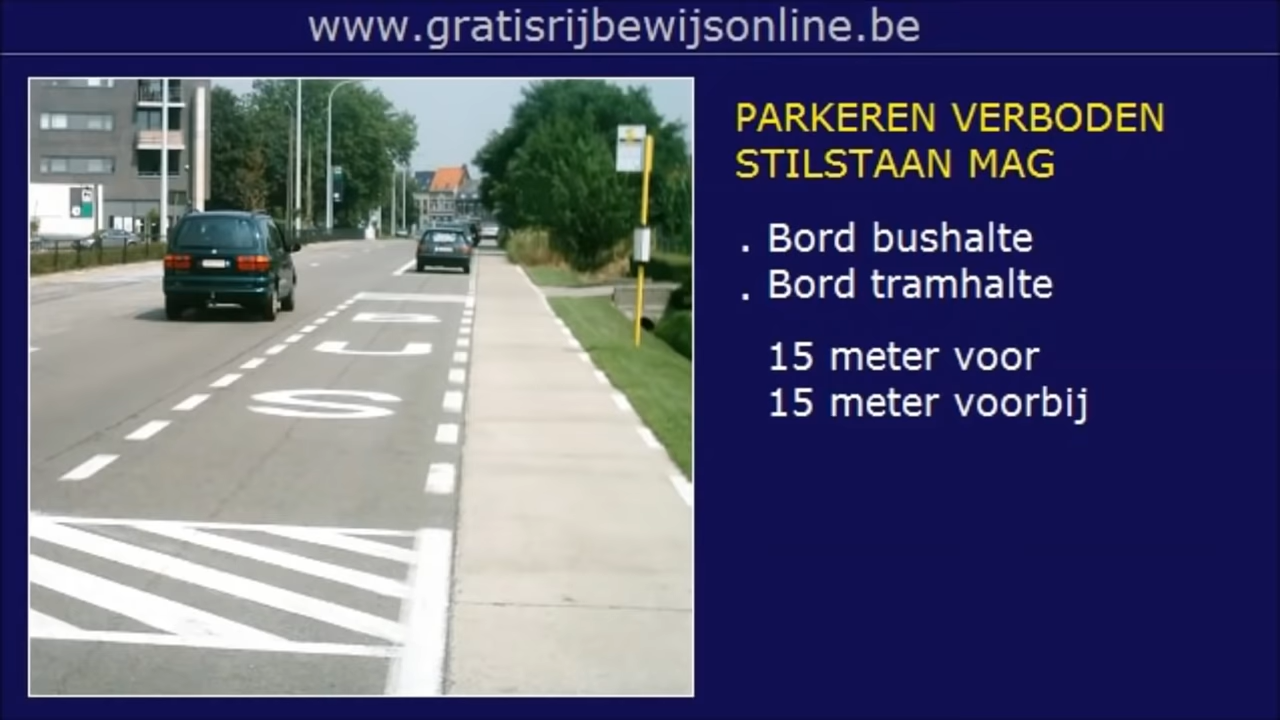 www.gratisrijbewijsonline.be
PARKEREN VERBODEN
STILSTAAN MAG
. Bord bushalte
. Bord tramhalte
15 meter voor
15 meter voorbij
BUS